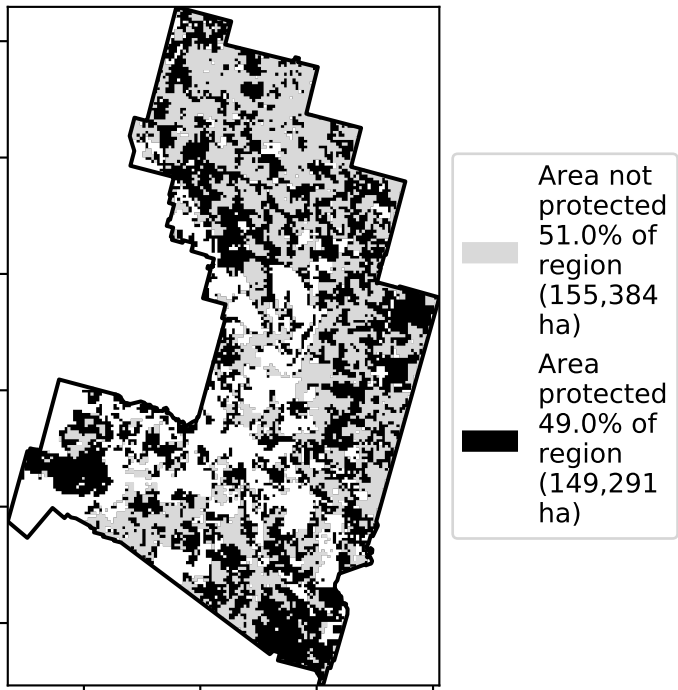 Area not
protected
51.0% of
region
(155,384
ha)
Area
protected
49.0% of
region
(149,291
ha)